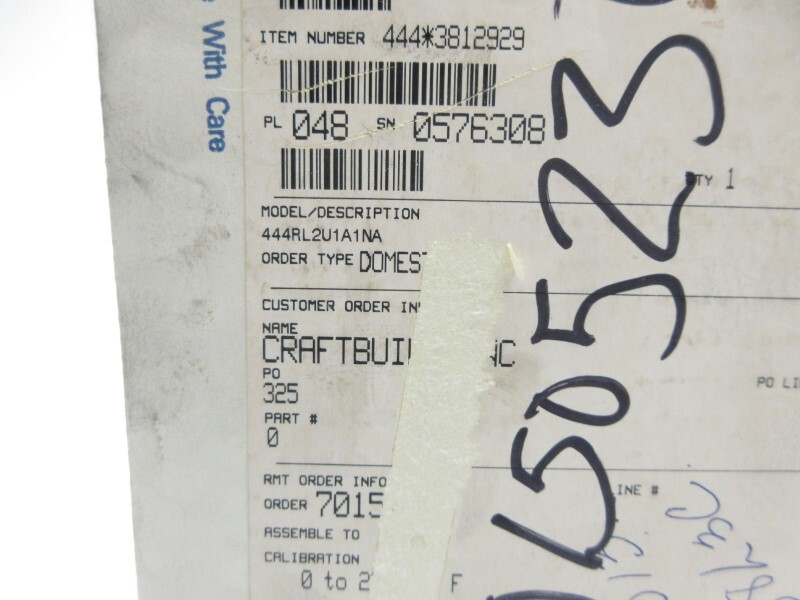 With Care
ITEM NUMBER 444*3812929
PL 048 SN 0576308
QTY 1
MODEL/DESCRIPTION
444RL2U1A1NA
ORDER TYPE DOMES
CUSTOMER ORDER IN
NAME
CRAFTBUI NC
PO
325
PO LI
PART #
0
RMT ORDER INFO
LINE #
ORDER 7015
ASSEMBLE TO
CALIBRATION
0 to 2 F
150523